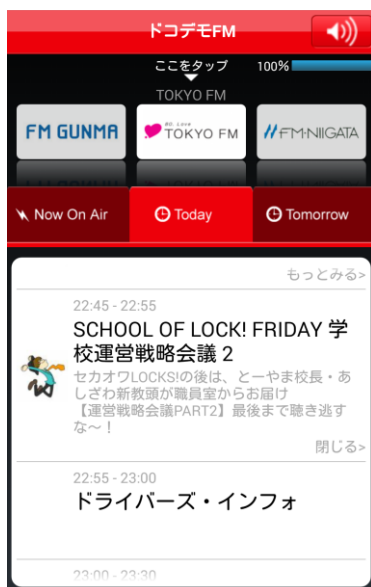 ドコデモFM
ここをタップ 100%
TOKYO FM
FM GUNMA TOKYO FM FM-NIIGATA
Now On Air Today Tomorrow
もっとみる>
22:45 - 22:55
SCHOOL OF LOCK! FRIDAY 学
校運営戦略会議 2
セカオワLOCKS!の後は、とーやま校長・あ
しざわ新教頭が職員室からお届け
【運営戦略会議PART2】最後まで聴き逃す
な〜！
閉じる>
22:55 - 23:00
ドライバーズ・インフォ
23:00 - 23:30